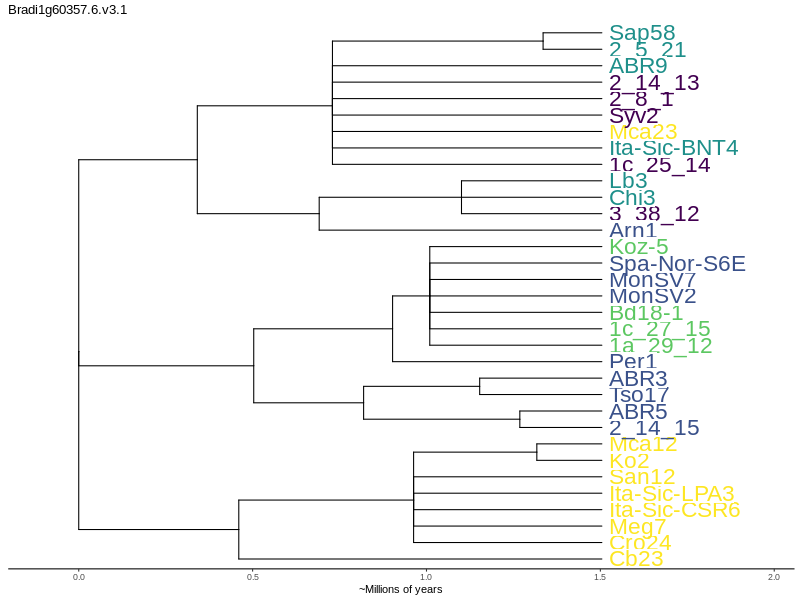 Bradi1g60357.6.v3.1
Sap58
2_5_21
ABR9
2_14_13
2_8_1
Syv2
Mca23
Ita-Sic-BNT4
1c_25_14
Lb3
Chi3
3_38_12
Arn1
Koz-5
Spa-Nor-S6E
MonSV7
MonSV2
Bd18-1
1c_27_15
1a_29_12
Per1
ABR3
Tso17
ABR5
2_14_15
Mca12
Ko2
San12
Ita-Sic-LPA3
Ita-Sic-CSR6
Meg7
Cro24
Cb23
0.0 0.5 1.0 1.5 2.0
~Millions of years